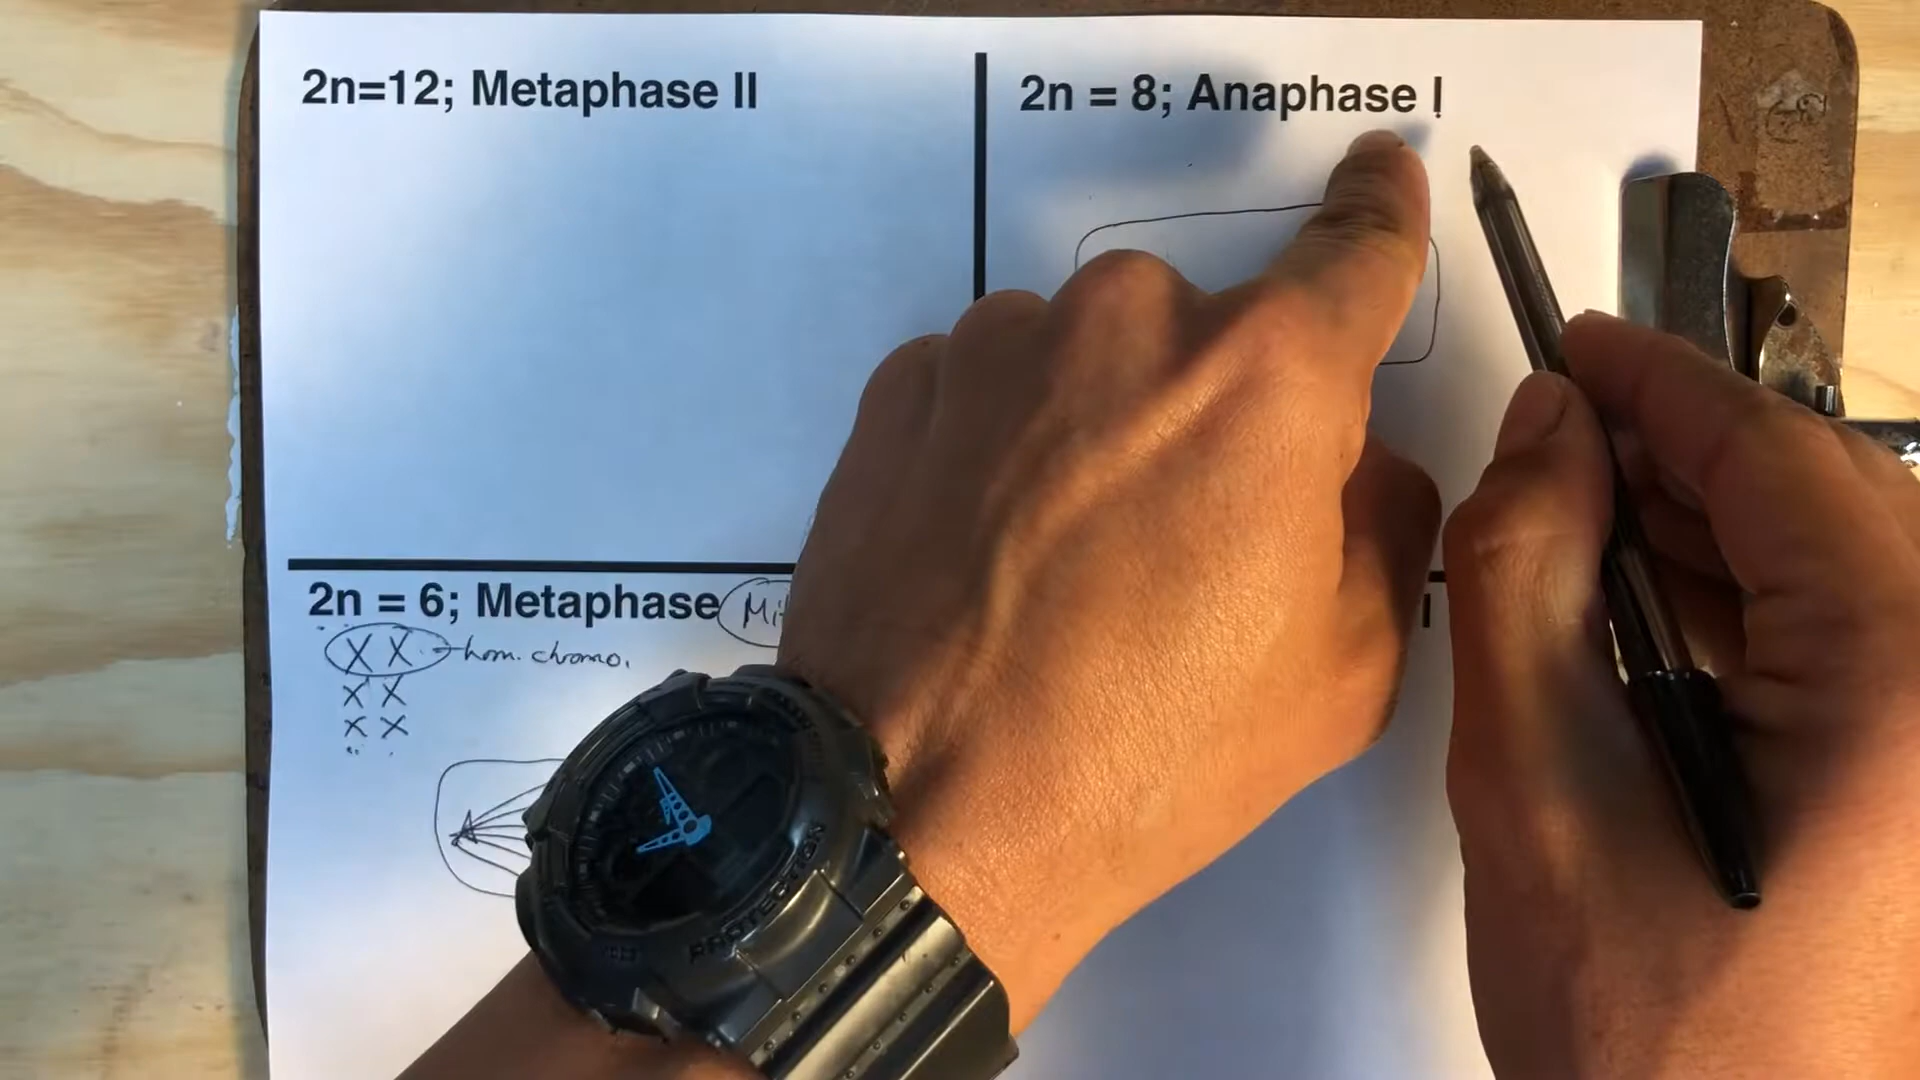 2n=12; Metaphase II
2n = 8; Anaphase I
2n = 6; Metaphase
X X → hom. chromo.
X X
X X
PROTECTION